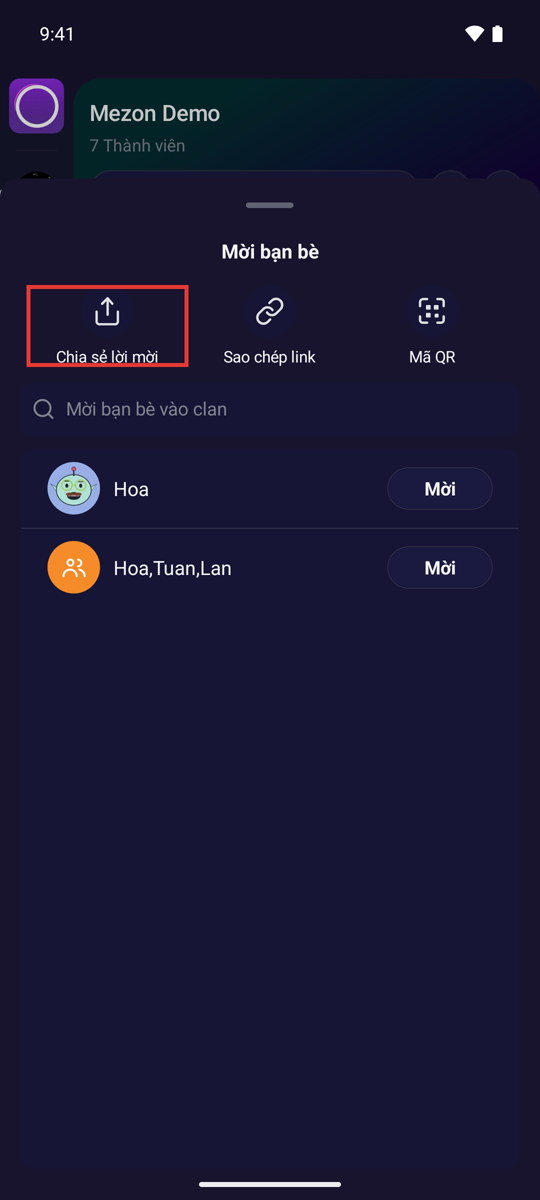 9:41
Mezon Demo
7 Thành viên
Mời bạn bè
Chia sẻ lời mời
Sao chép link
Mã QR
Mời bạn bè vào clan
Hoa
Mời
Hoa,Tuan,Lan
Mời